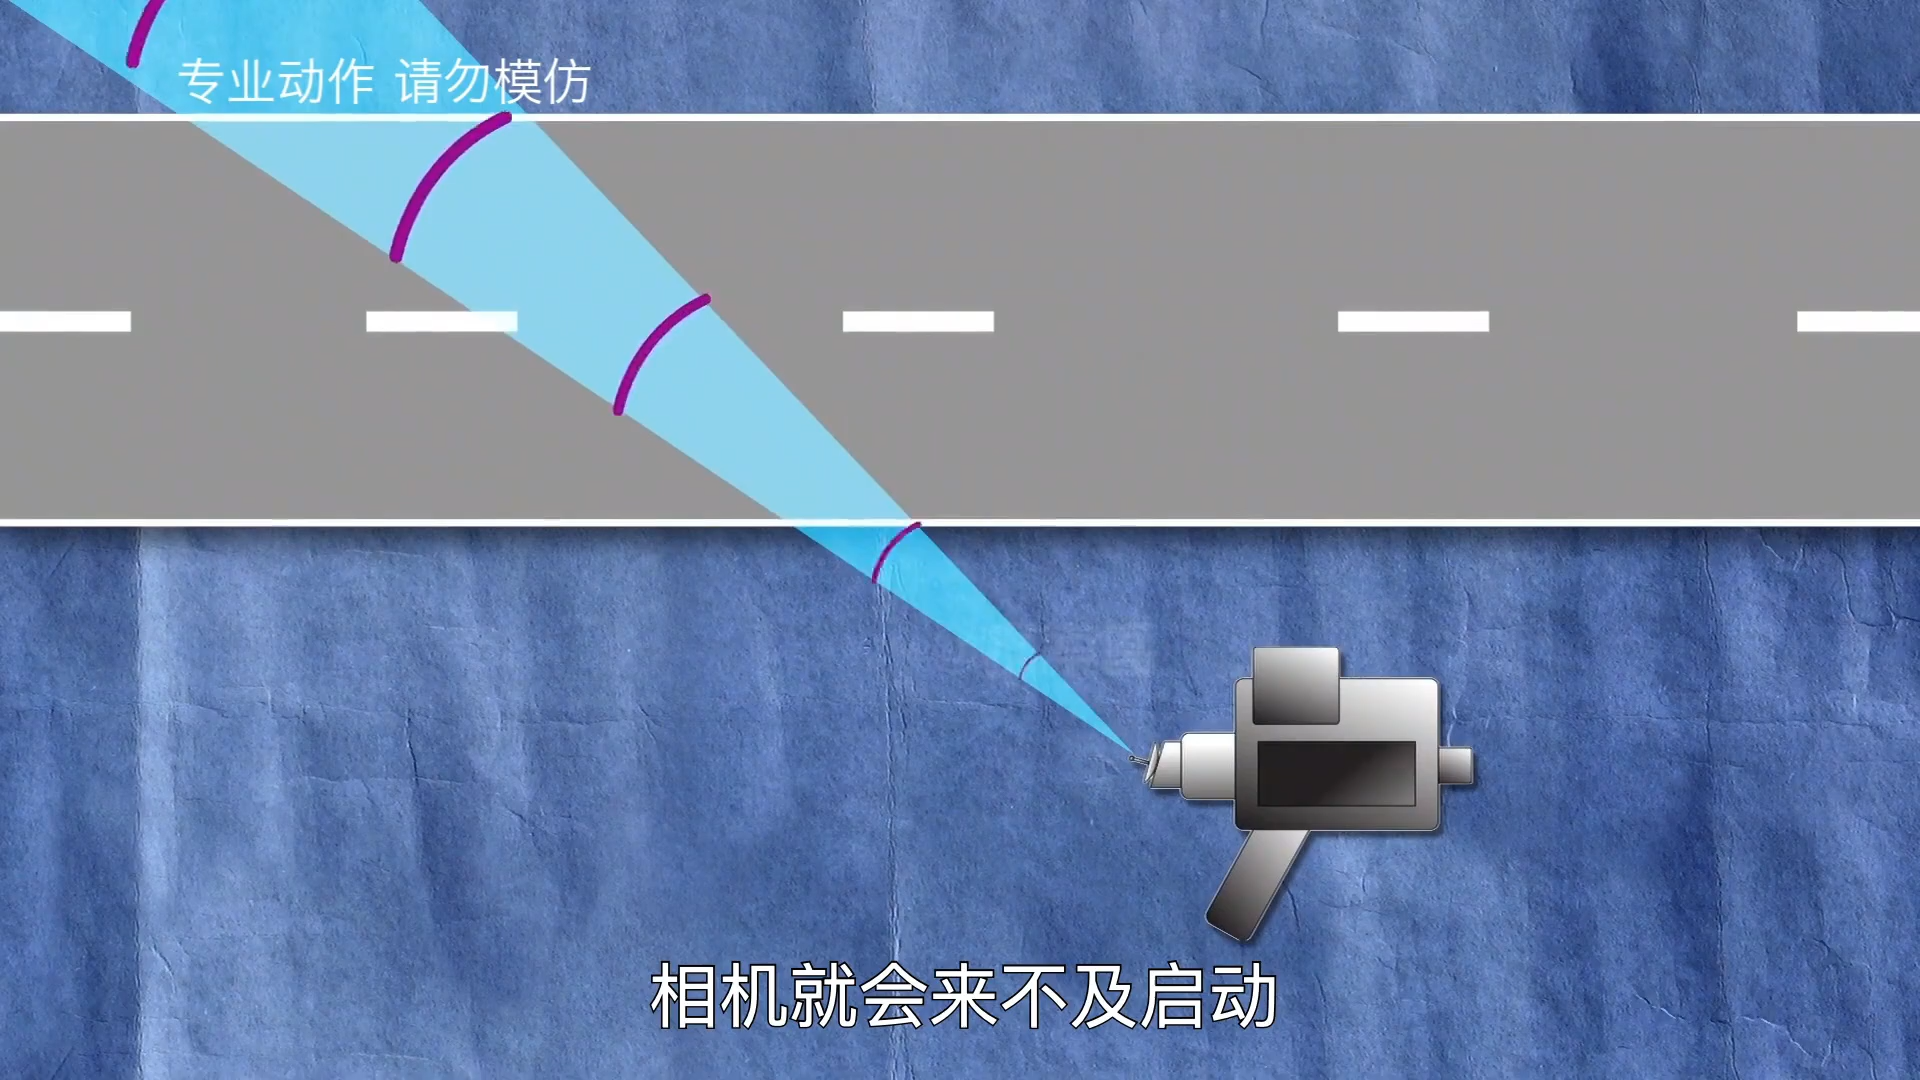 专业动作 请勿模仿
相机就会来不及启动